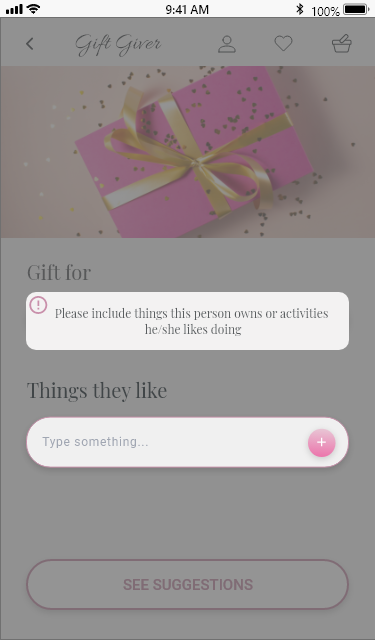 9:41 AM
100%
Gift Giver
Gift for
Please include things this person owns or activities
he/she likes doing
Things they like
Type something...
+
SEE SUGGESTIONS